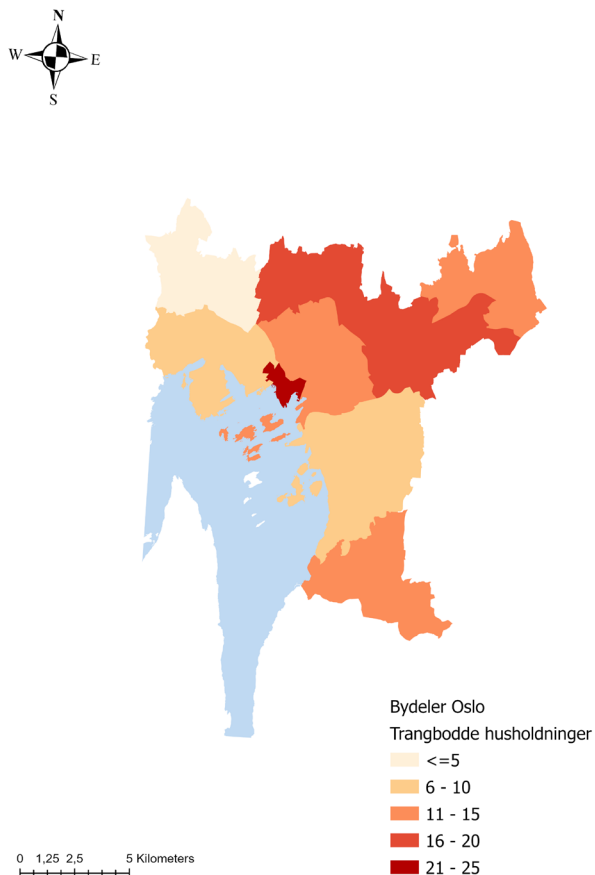 N
W
E
S
Bydeler Oslo
Trangbodde husholdninger
<=5
6 - 10
11 - 15
16 - 20
21 - 25
0 1,25 2,5 5 Kilometers